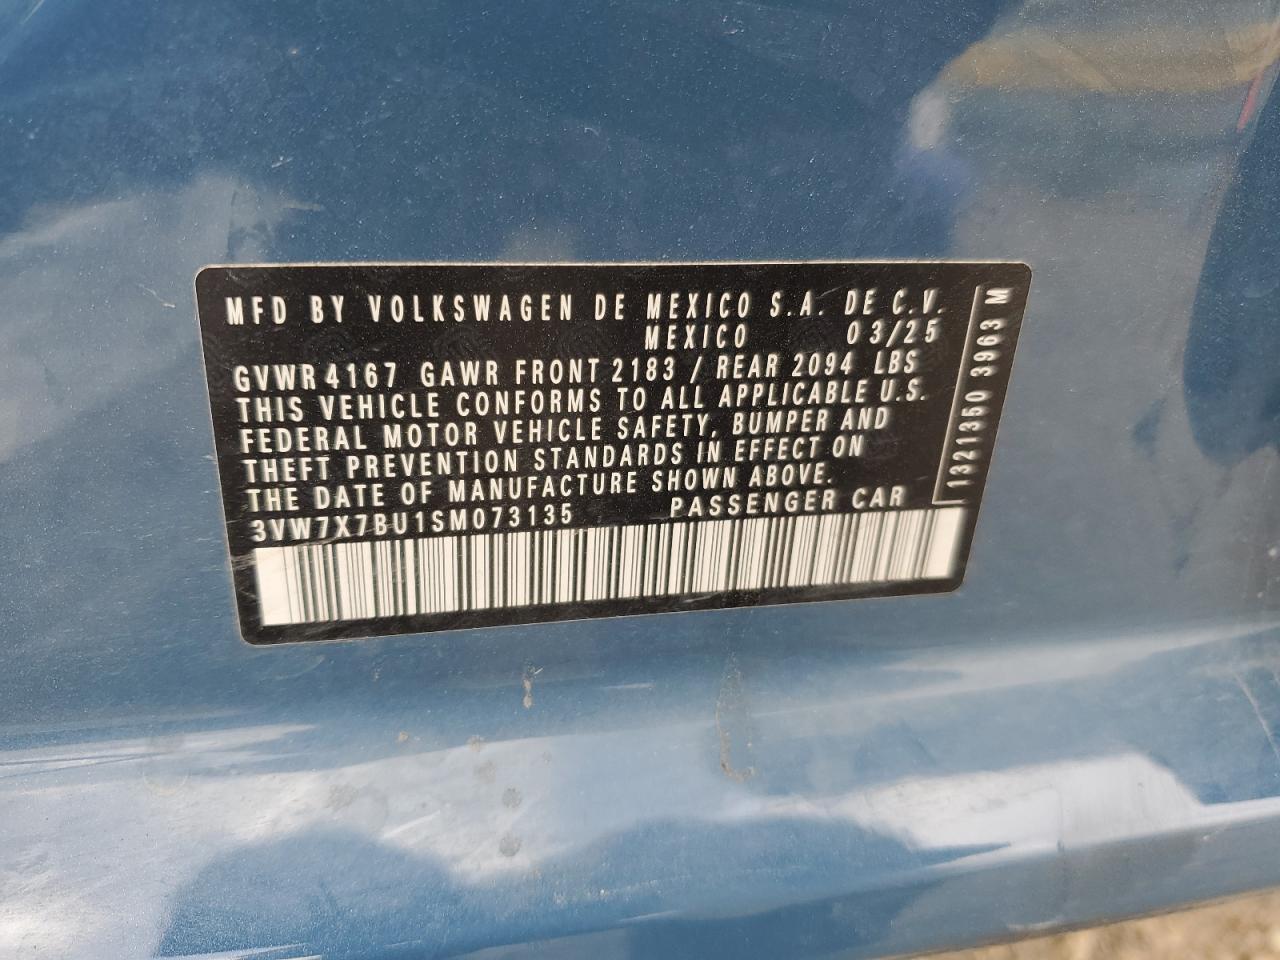 MFD BY VOLKSWAGEN DE MEXICO S.A. DE C.V.
MEXICO 03/25
GVWR 4167 GAWR FRONT 2183 / REAR 2094 LBS
THIS VEHICLE CONFORMS TO ALL APPLICABLE U.S.
FEDERAL MOTOR VEHICLE SAFETY, BUMPER AND
THEFT PREVENTION STANDARDS IN EFFECT ON
THE DATE OF MANUFACTURE SHOWN ABOVE.
3VW7X7BU1SM073135 PASSENGER CAR
1321350 3963 M